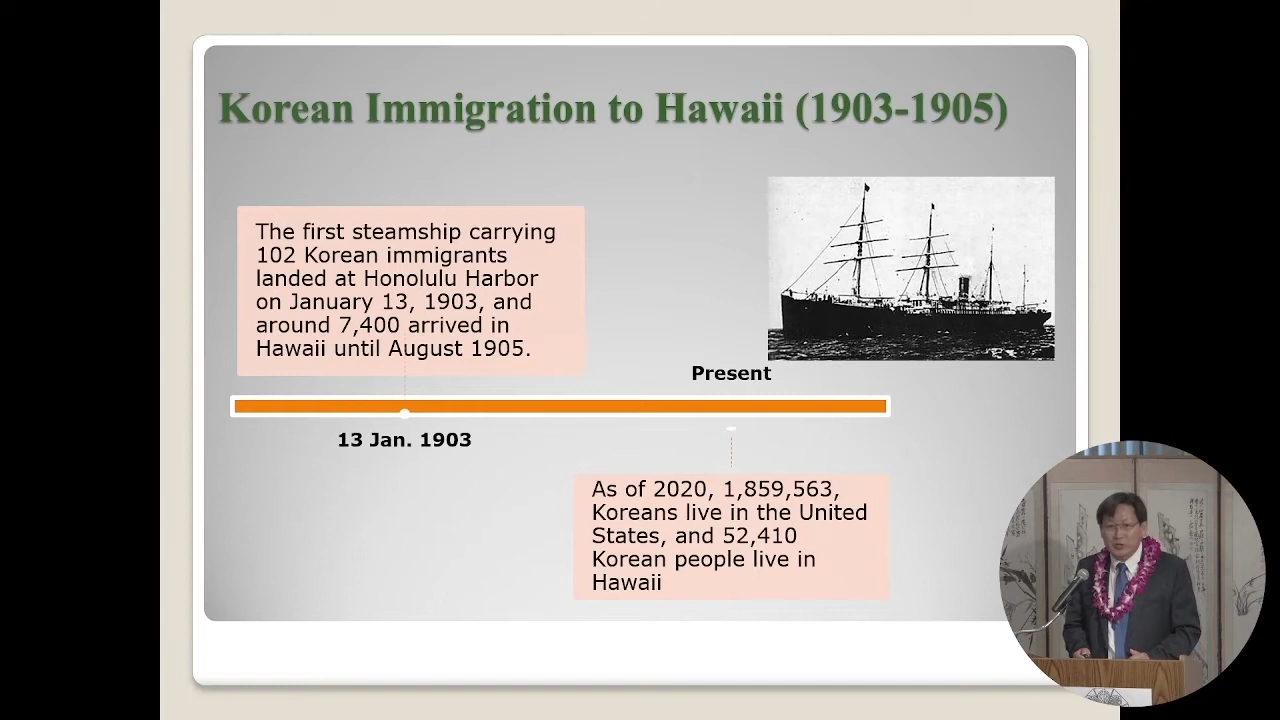 Korean Immigration to Hawaii (1903-1905)
The first steamship carrying
102 Korean immigrants
landed at Honolulu Harbor
on January 13, 1903, and
around 7,400 arrived in
Hawaii until August 1905.
Present
13 Jan. 1903
As of 2020, 1,859,563,
Koreans live in the United
States, and 52,410
Korean people live in
Hawaii